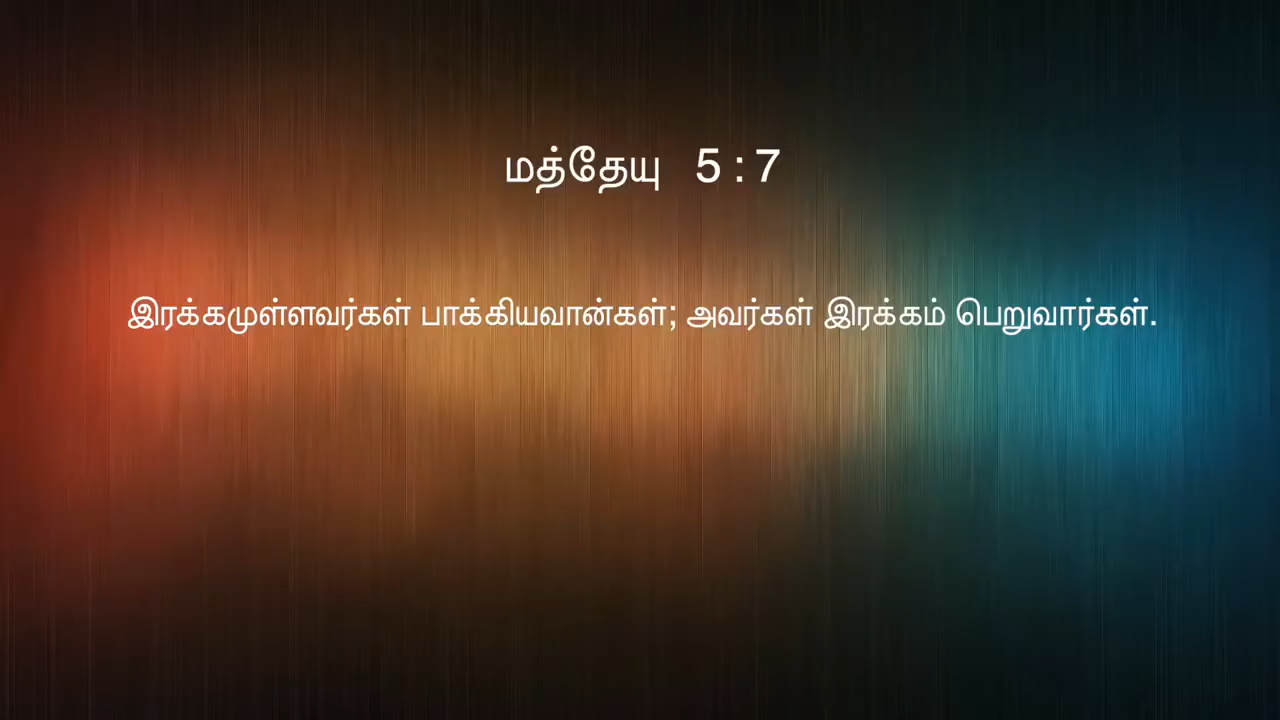 மத்தேயு 5 : 7
இரக்கமுள்ளவர்கள் பாக்கியவான்கள்; அவர்கள் இரக்கம் பெறுவார்கள்.